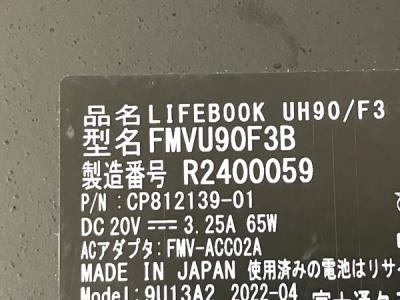 品名 LIFEBOOK UH90/F3
型名 FMVU90F3B
製造番号 R2400059
P/N : CP812139-01
DC 20V ⎓ 3.25A 65W
ACアダプタ: FMV-ACC02A
MADE IN JAPAN 使用済みの電池はリサイ
Model: 9U13A2 2022-04